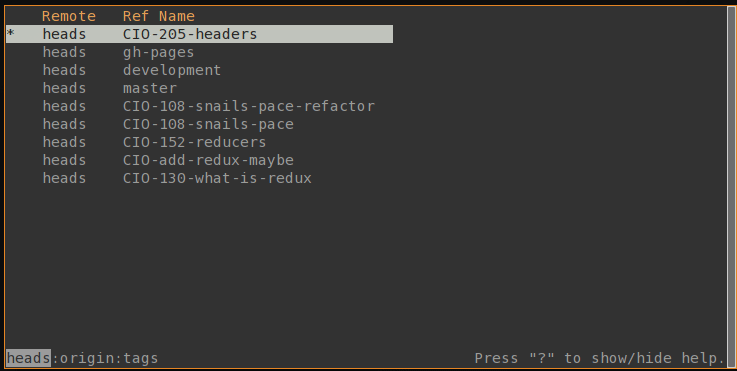 Remote Ref Name
* heads CIO-205-headers
heads gh-pages
heads development
heads master
heads CIO-108-snails-pace-refactor
heads CIO-108-snails-pace
heads CIO-152-reducers
heads CIO-add-redux-maybe
heads CIO-130-what-is-redux
heads:origin:tags Press "?" to show/hide help.